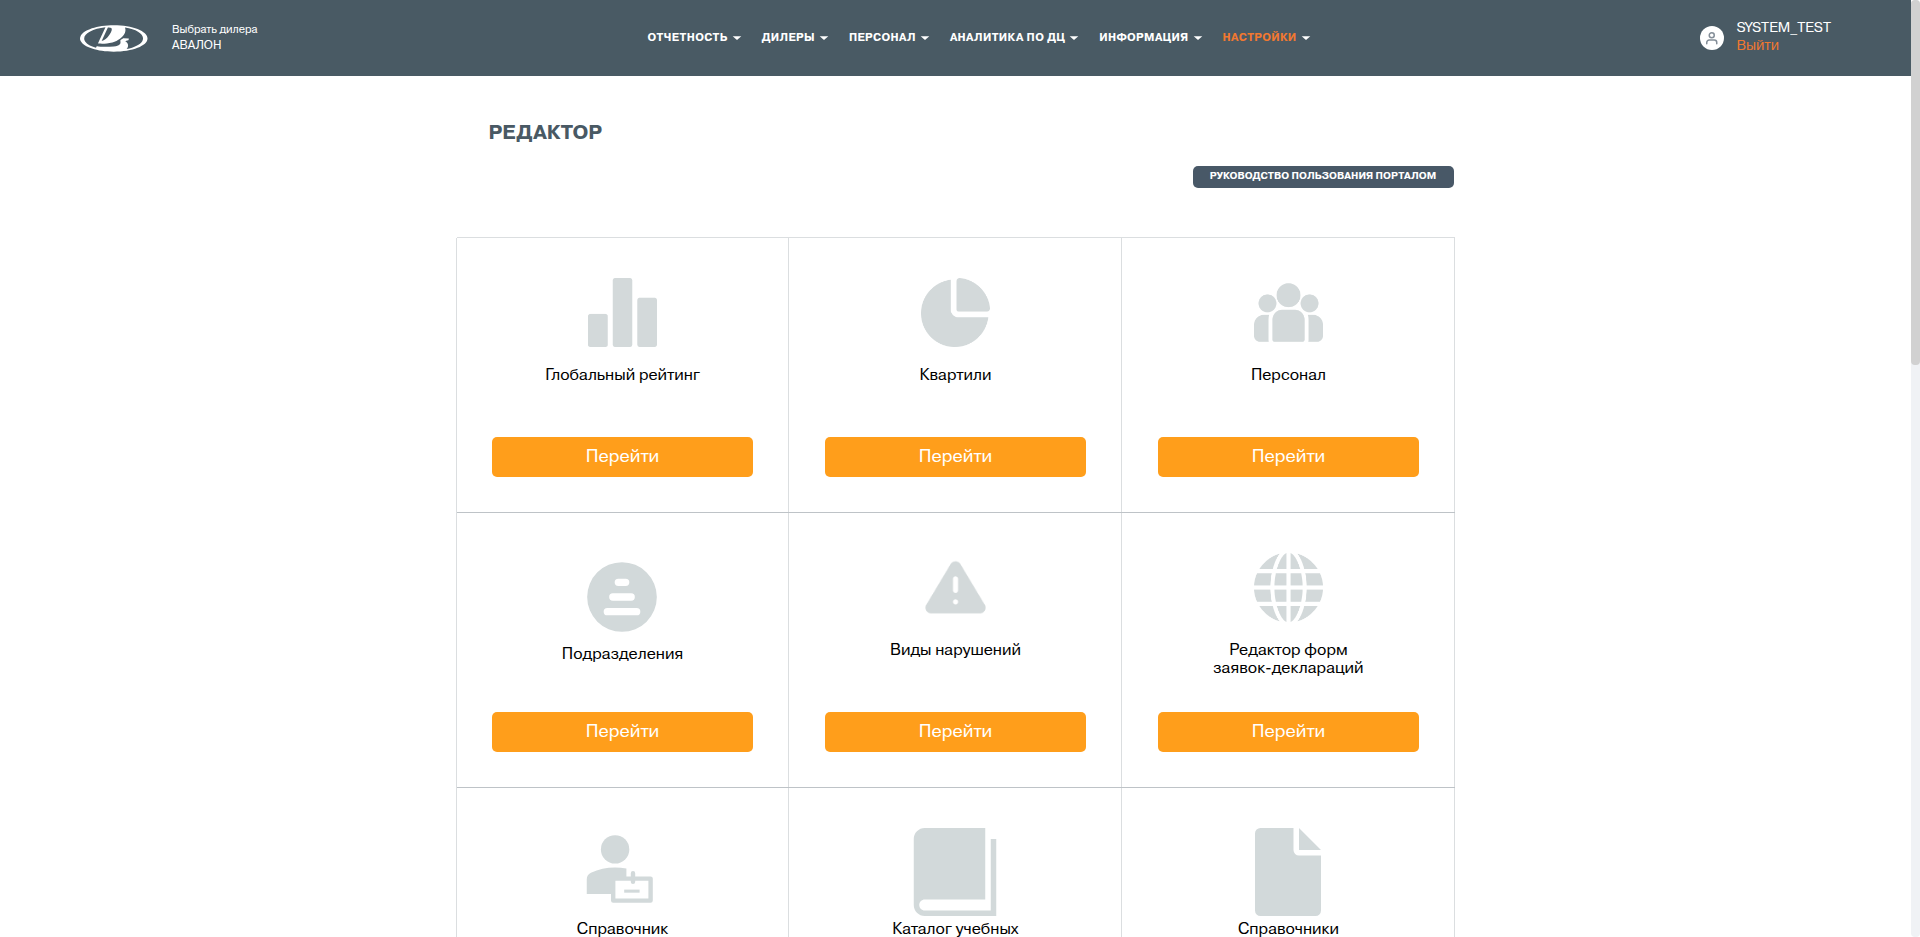 Выбрать дилера
АВАЛОН
ОТЧЕТНОСТЬ
ДИЛЕРЫ
ПЕРСОНАЛ
АНАЛИТИКА ПО ДЦ
ИНФОРМАЦИЯ
НАСТРОЙКИ
SYSTEM_TEST
Выйти
РЕДАКТОР
РУКОВОДСТВО ПОЛЬЗОВАНИЯ ПОРТАЛОМ
Глобальный рейтинг
Квартили
Персонал
Перейти
Перейти
Перейти
Подразделения
Виды нарушений
Редактор форм
заявок-деклараций
Перейти
Перейти
Перейти
Справочник
Каталог учебных
Справочники